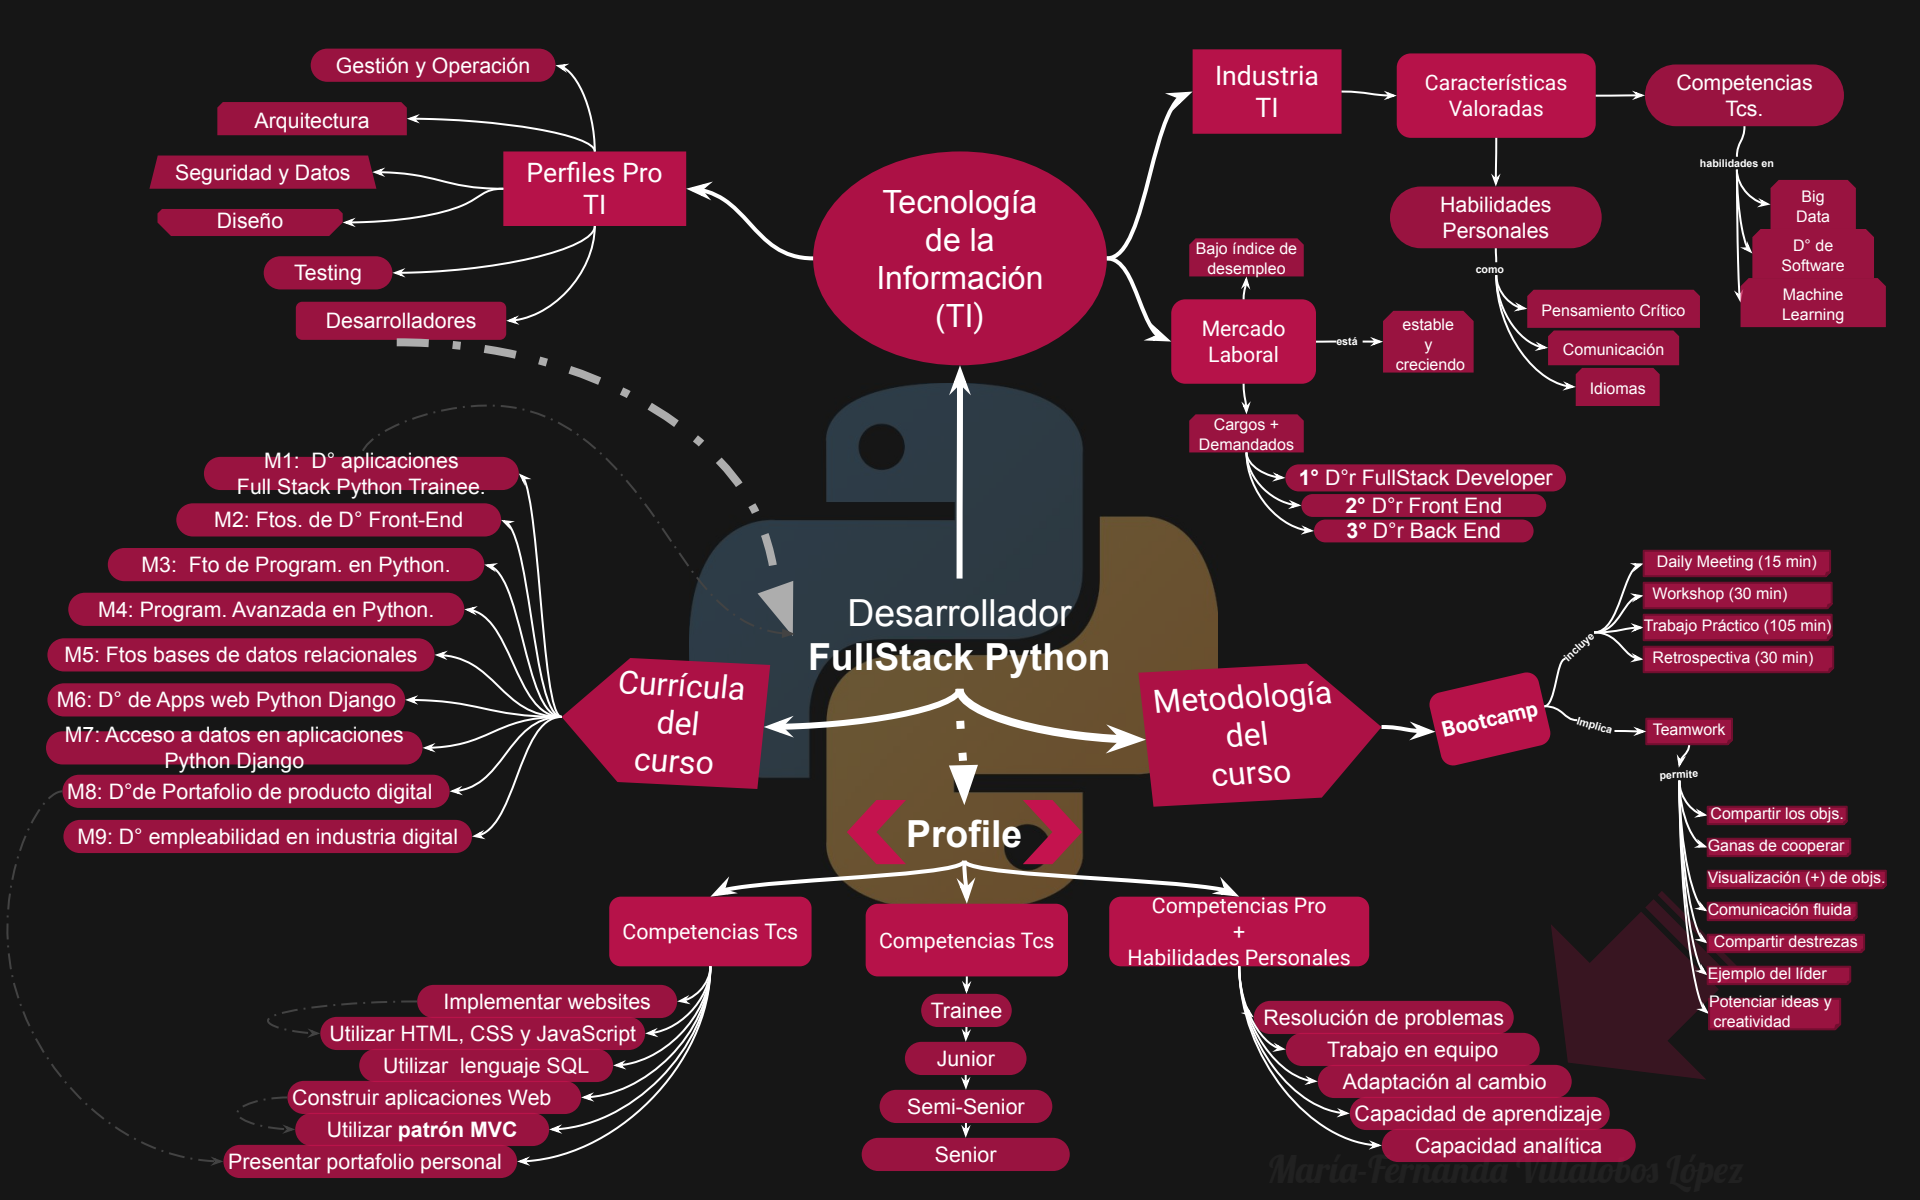 Gestión y Operación
Arquitectura
Seguridad y Datos
Diseño
Testing
Desarrolladores
Perfiles Pro
TI
Tecnología
de la
Información
(TI)
Industria
TI
Características
Valoradas
Competencias
Tcs.
habilidades en
Big
Data
D° de
Software
Machine
Learning
Habilidades
Personales
como
Pensamiento Crítico
Comunicación
Idiomas
Bajo índice de
desempleo
Mercado
Laboral
está
estable
y
creciendo
Cargos +
Demandados
1° D°r FullStack Developer
2° D°r Front End
3° D°r Back End
Desarrollador
FullStack Python
Currícula
del
curso
M1: D° aplicaciones
Full Stack Python Trainee.
M2: Ftos. de D° Front-End
M3: Fto de Program. en Python.
M4: Program. Avanzada en Python.
M5: Ftos bases de datos relacionales
M6: D° de Apps web Python Django
M7: Acceso a datos en aplicaciones
Python Django
M8: D°de Portafolio de producto digital
M9: D° empleabilidad en industria digital
Metodología
del
curso
Bootcamp
incluye
Daily Meeting (15 min)
Workshop (30 min)
Trabajo Práctico (105 min)
Retrospectiva (30 min)
Implica
Teamwork
permite
Compartir los objs.
Ganas de cooperar
Visualización (+) de objs.
Comunicación fluida
Compartir destrezas
Ejemplo del líder
Potenciar ideas y
creatividad
Profile
Competencias Tcs
Implementar websites
Utilizar HTML, CSS y JavaScript
Utilizar lenguaje SQL
Construir aplicaciones Web
Utilizar patrón MVC
Presentar portafolio personal
Competencias Tcs
Trainee
Junior
Semi-Senior
Senior
Competencias Pro
+
Habilidades Personales
Resolución de problemas
Trabajo en equipo
Adaptación al cambio
Capacidad de aprendizaje
Capacidad analítica
María-Fernanda Villalobos López